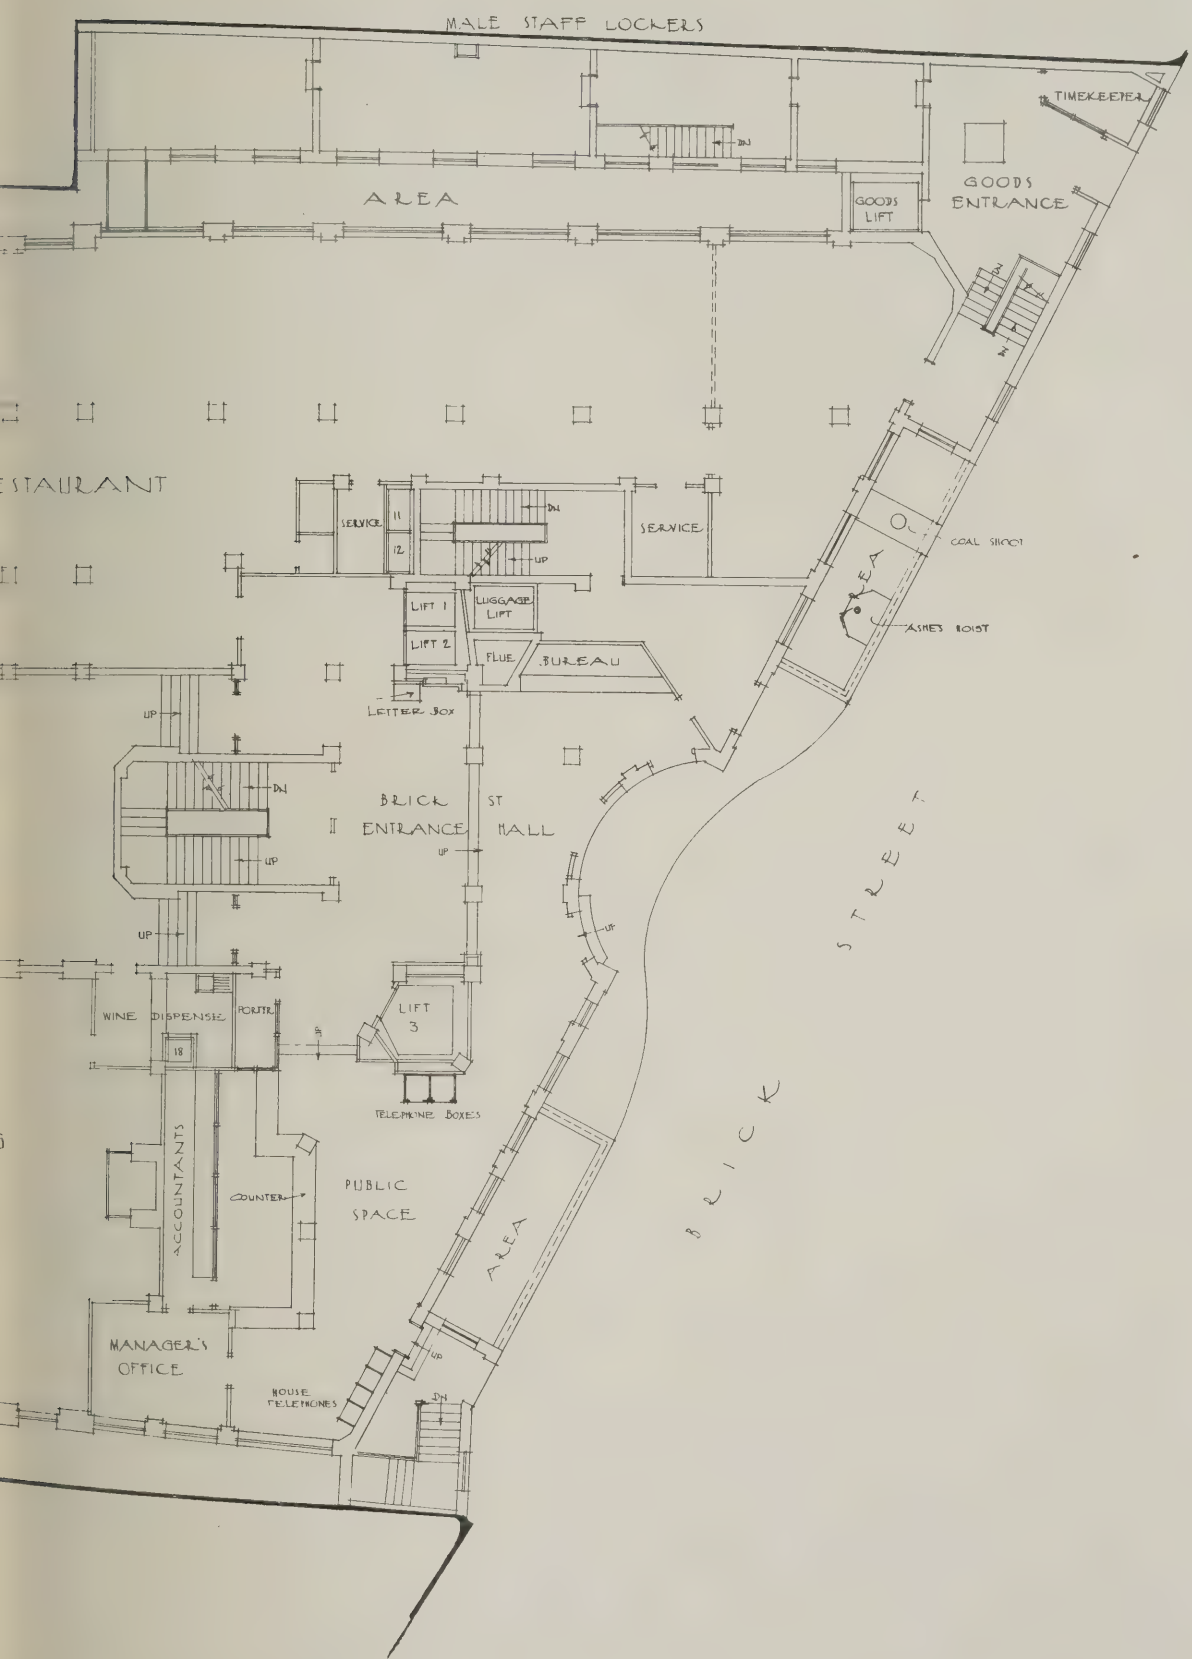 MALE STAFF LOCKERS
TIMEKEEPER
DN
AREA
GOODS
LIFT
GOODS
ENTRANCE
ESTAURANT
SERVICE
11
12
DN
UP
SERVICE
COAL SHOOT
AREA
ASHES HOIST
LIFT 1
LIFT 2
LUGGAGE
LIFT
FLUE
BUREAU
LETTER BOX
UP
DN
UP
UP
BRICK ST
ENTRANCE HALL
UP
UP
BRICK STREET
WINE DISPENSE
PORTER
18
UP
LIFT
3
TELEPHONE BOXES
ACCOUNTANTS
COUNTER
PUBLIC
SPACE
AREA
MANAGER'S
OFFICE
HOUSE
TELEPHONES
UP
DN